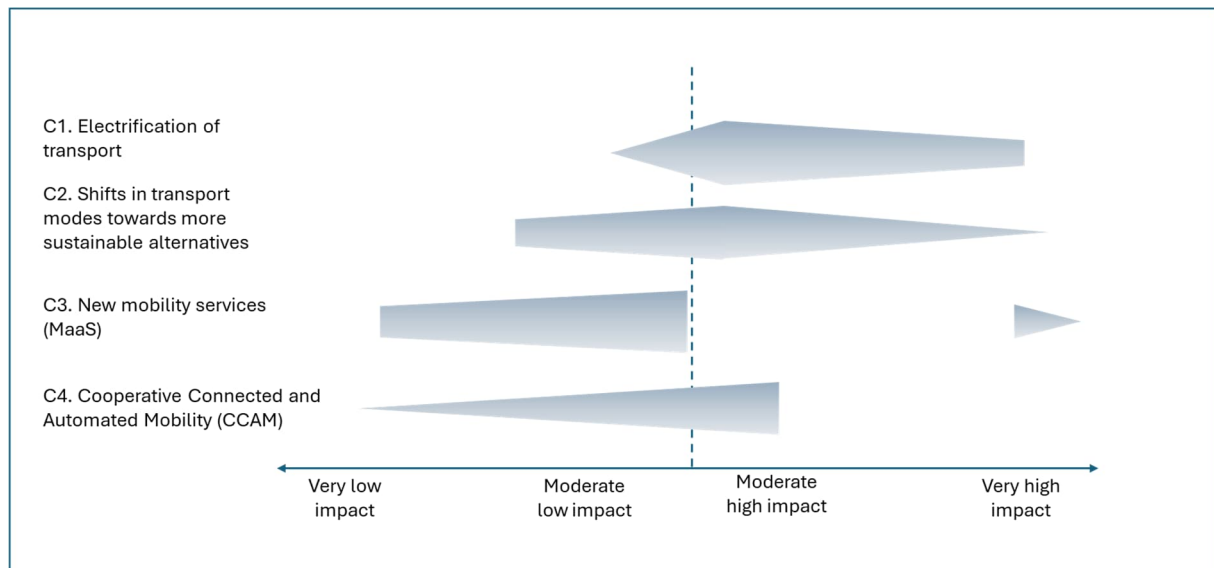 C1. Electrification of
transport
C2. Shifts in transport
modes towards more
sustainable alternatives
C3. New mobility services
(MaaS)
C4. Cooperative Connected and
Automated Mobility (CCAM)
Very low
impact
Moderate
low impact
Moderate
high impact
Very high
impact